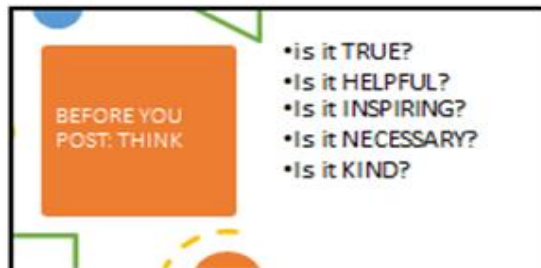 BEFORE YOU
POST: THINK
•is it TRUE?
•Is it HELPFUL?
•Is it INSPIRING?
•Is it NECESSARY?
•Is it KIND?